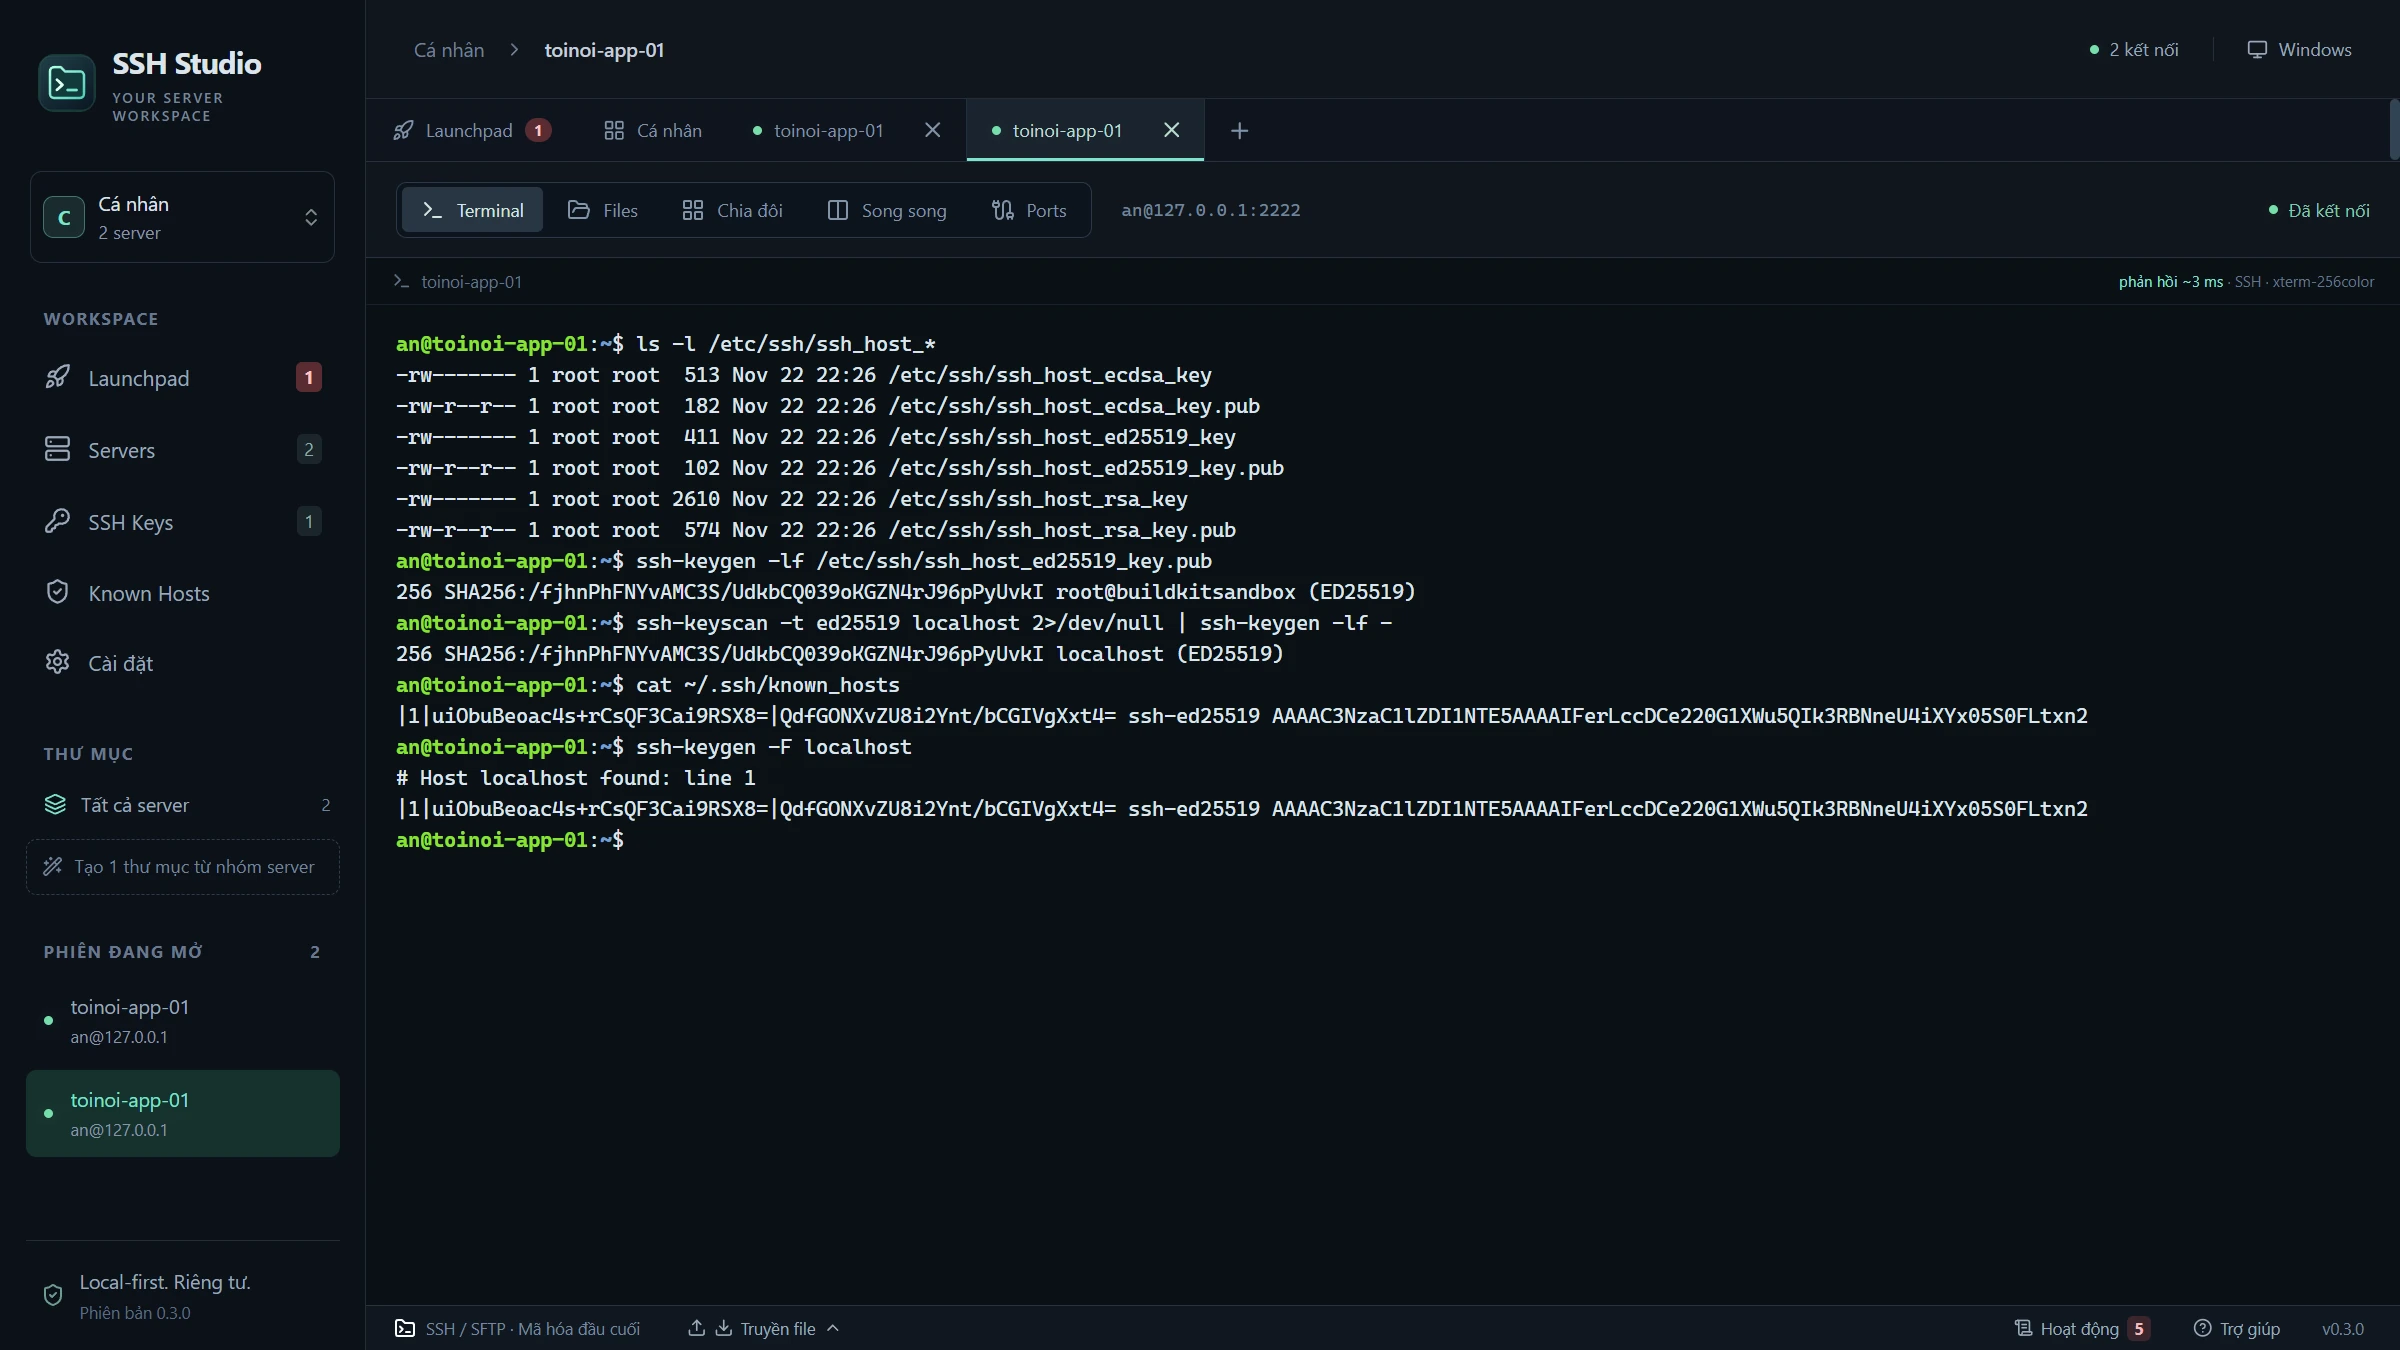 SSH Studio
YOUR SERVER
WORKSPACE
C
Cá nhân
2 server
WORKSPACE
Launchpad 1
Servers 2
SSH Keys 1
Known Hosts
Cài đặt
THƯ MỤC
Tất cả server 2
Tạo 1 thư mục từ nhóm server
PHIÊN ĐANG MỞ 2
toinoi-app-01
an@127.0.0.1
toinoi-app-01
an@127.0.0.1
Local-first. Riêng tư.
Phiên bản 0.3.0
Cá nhân > toinoi-app-01
2 kết nối
Windows
Launchpad 1
Cá nhân
toinoi-app-01
toinoi-app-01
Terminal
Files
Chia đôi
Song song
Ports
an@127.0.0.1:2222
Đã kết nối
toinoi-app-01
phản hồi ~3 ms · SSH · xterm-256color
an@toinoi-app-01:~$ ls -l /etc/ssh/ssh_host_*
-rw------- 1 root root  513 Nov 22 22:26 /etc/ssh/ssh_host_ecdsa_key
-rw-r--r-- 1 root root  182 Nov 22 22:26 /etc/ssh/ssh_host_ecdsa_key.pub
-rw------- 1 root root  411 Nov 22 22:26 /etc/ssh/ssh_host_ed25519_key
-rw-r--r-- 1 root root  102 Nov 22 22:26 /etc/ssh/ssh_host_ed25519_key.pub
-rw------- 1 root root 2610 Nov 22 22:26 /etc/ssh/ssh_host_rsa_key
-rw-r--r-- 1 root root  574 Nov 22 22:26 /etc/ssh/ssh_host_rsa_key.pub
an@toinoi-app-01:~$ ssh-keygen -lf /etc/ssh/ssh_host_ed25519_key.pub
256 SHA256:/fjhnPhFNYvAMC3S/UdkbCQ039oKGZN4rJ96pPyUvkI root@buildkitsandbox (ED25519)
an@toinoi-app-01:~$ ssh-keyscan -t ed25519 localhost 2>/dev/null | ssh-keygen -lf -
256 SHA256:/fjhnPhFNYvAMC3S/UdkbCQ039oKGZN4rJ96pPyUvkI localhost (ED25519)
an@toinoi-app-01:~$ cat ~/.ssh/known_hosts
|1|uiObuBeoac4s+rCsQF3Cai9RSX8=|QdfGONXvZU8i2Ynt/bCGIVgXxt4= ssh-ed25519 AAAAC3NzaC1lZDI1NTE5AAAAIFerLccDCe220G1XWu5QIk3RBNneU4iXYx05S0FLtxn2
an@toinoi-app-01:~$ ssh-keygen -F localhost
# Host localhost found: line 1
|1|uiObuBeoac4s+rCsQF3Cai9RSX8=|QdfGONXvZU8i2Ynt/bCGIVgXxt4= ssh-ed25519 AAAAC3NzaC1lZDI1NTE5AAAAIFerLccDCe220G1XWu5QIk3RBNneU4iXYx05S0FLtxn2
an@toinoi-app-01:~$
SSH / SFTP · Mã hóa đầu cuối
Truyền file
Hoạt động 5
Trợ giúp
v0.3.0